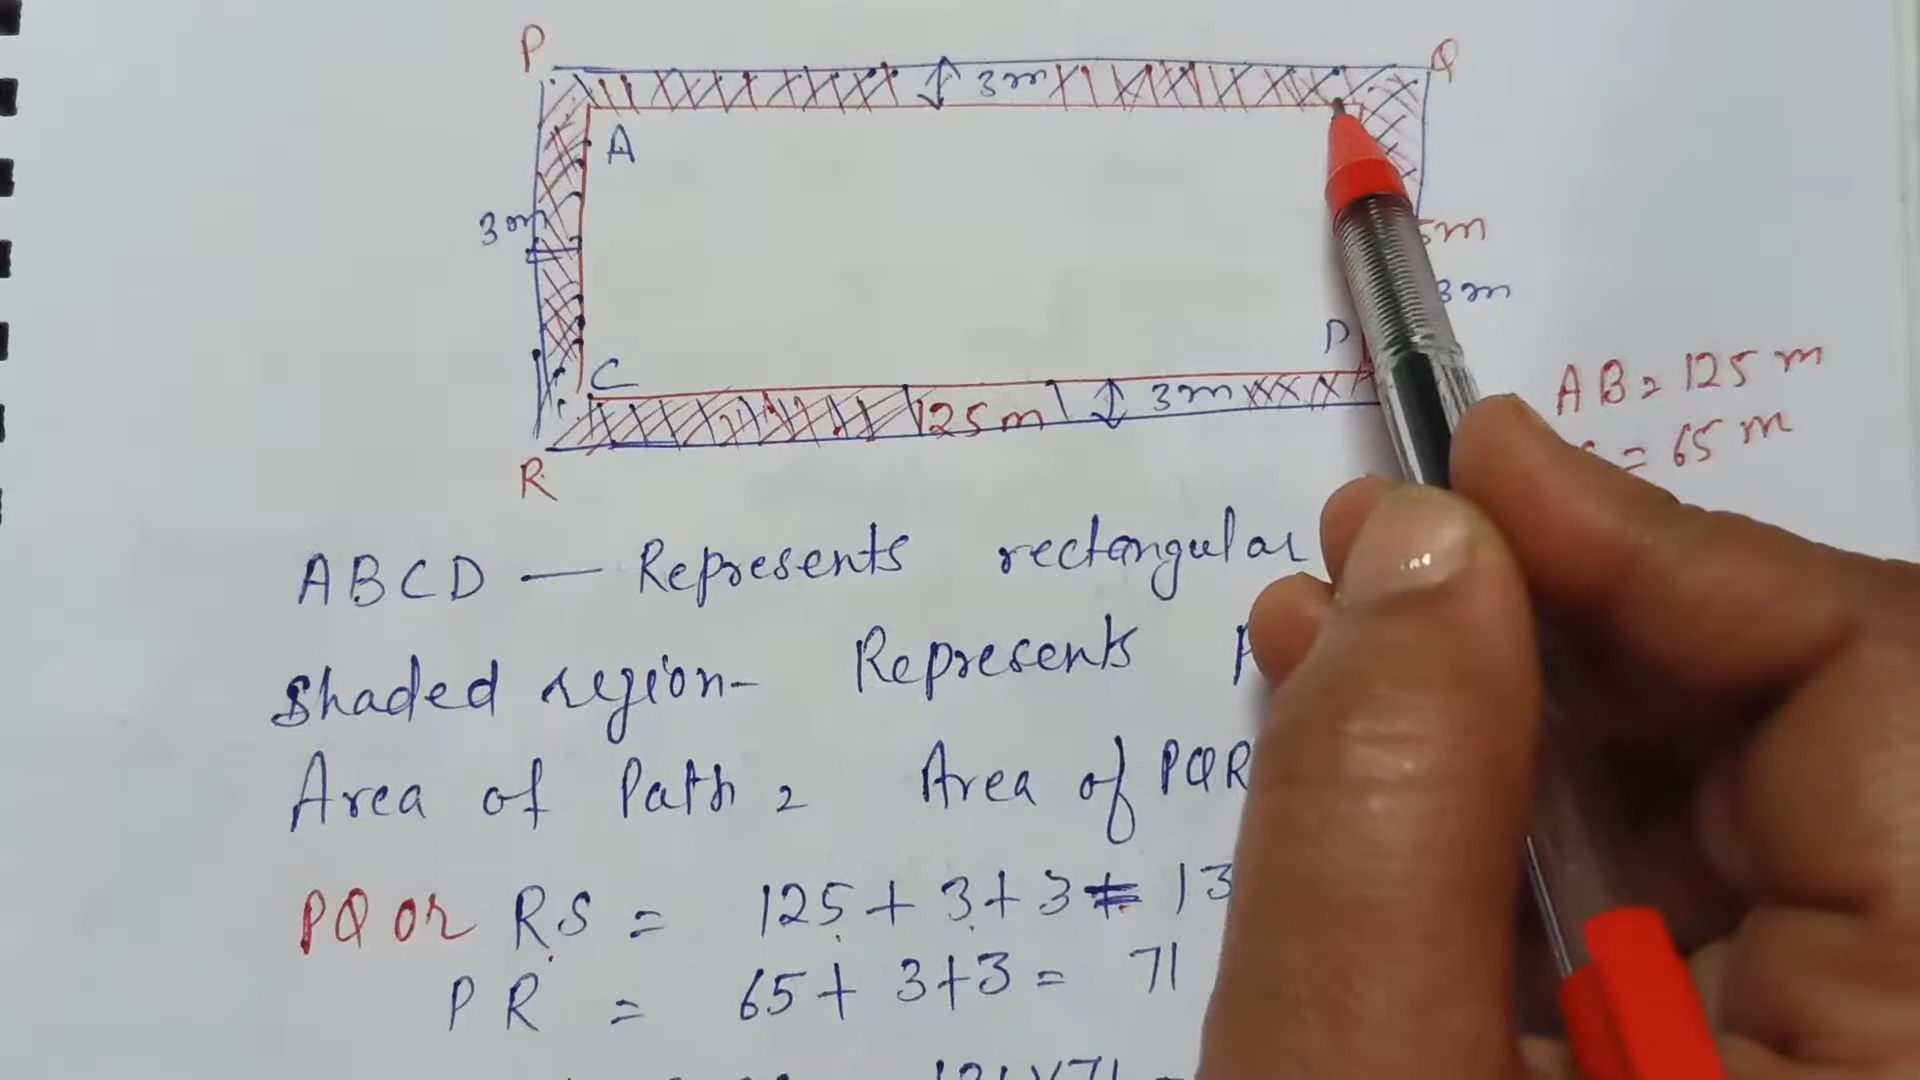 P
Q
3m
A
3m
5m
3m
D
C
AB = 125 m
= 65 m
125m
3m
R
ABCD — Represents rectangular
Shaded region- Represents
Area of Path = Area of PQR
PQ or RS = 125 + 3 + 3 = 13
PR = 65 + 3+3 = 71